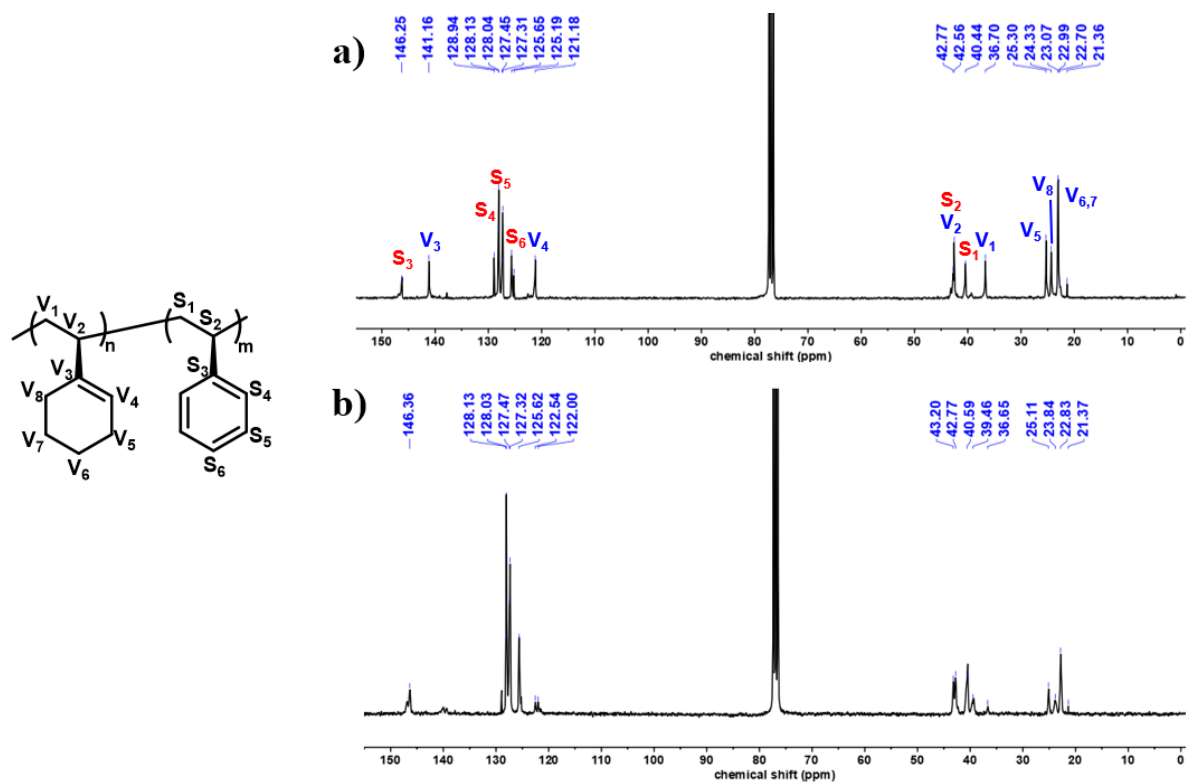 a)
146.25
141.16
128.94
128.13
128.04
127.45
127.31
125.65
125.19
121.18
42.77
42.56
40.44
36.70
25.30
24.33
23.07
22.99
22.70
21.36
S3
V3
S4
S5
S6
V4
S2
V2
S1
V1
V5
V8
V6,7
150 140 130 120 110 100 90 80 70 60 50 40 30 20 10 0
chemical shift (ppm)
V1
V2
n
S1
S2
m
V3
V8
V4
V7
V5
V6
S3
S4
S5
S6
b)
146.36
128.13
128.03
127.47
127.32
125.62
122.54
122.00
43.20
42.77
40.59
39.46
36.65
25.11
23.84
22.83
21.37
150 140 130 120 110 100 90 80 70 60 50 40 30 20 10 0
chemical shift (ppm)